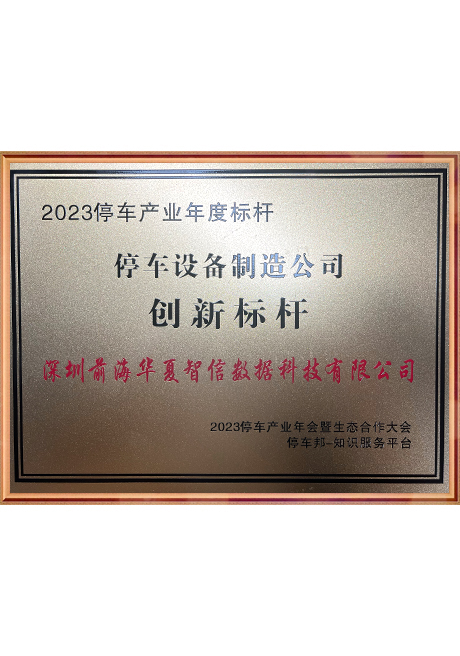 2023停车产业年度标杆
停车设备制造公司
创新标杆
深圳前海华夏智信数据科技有限公司
2023停车产业年会暨生态合作大会
停车邦-知识服务平台